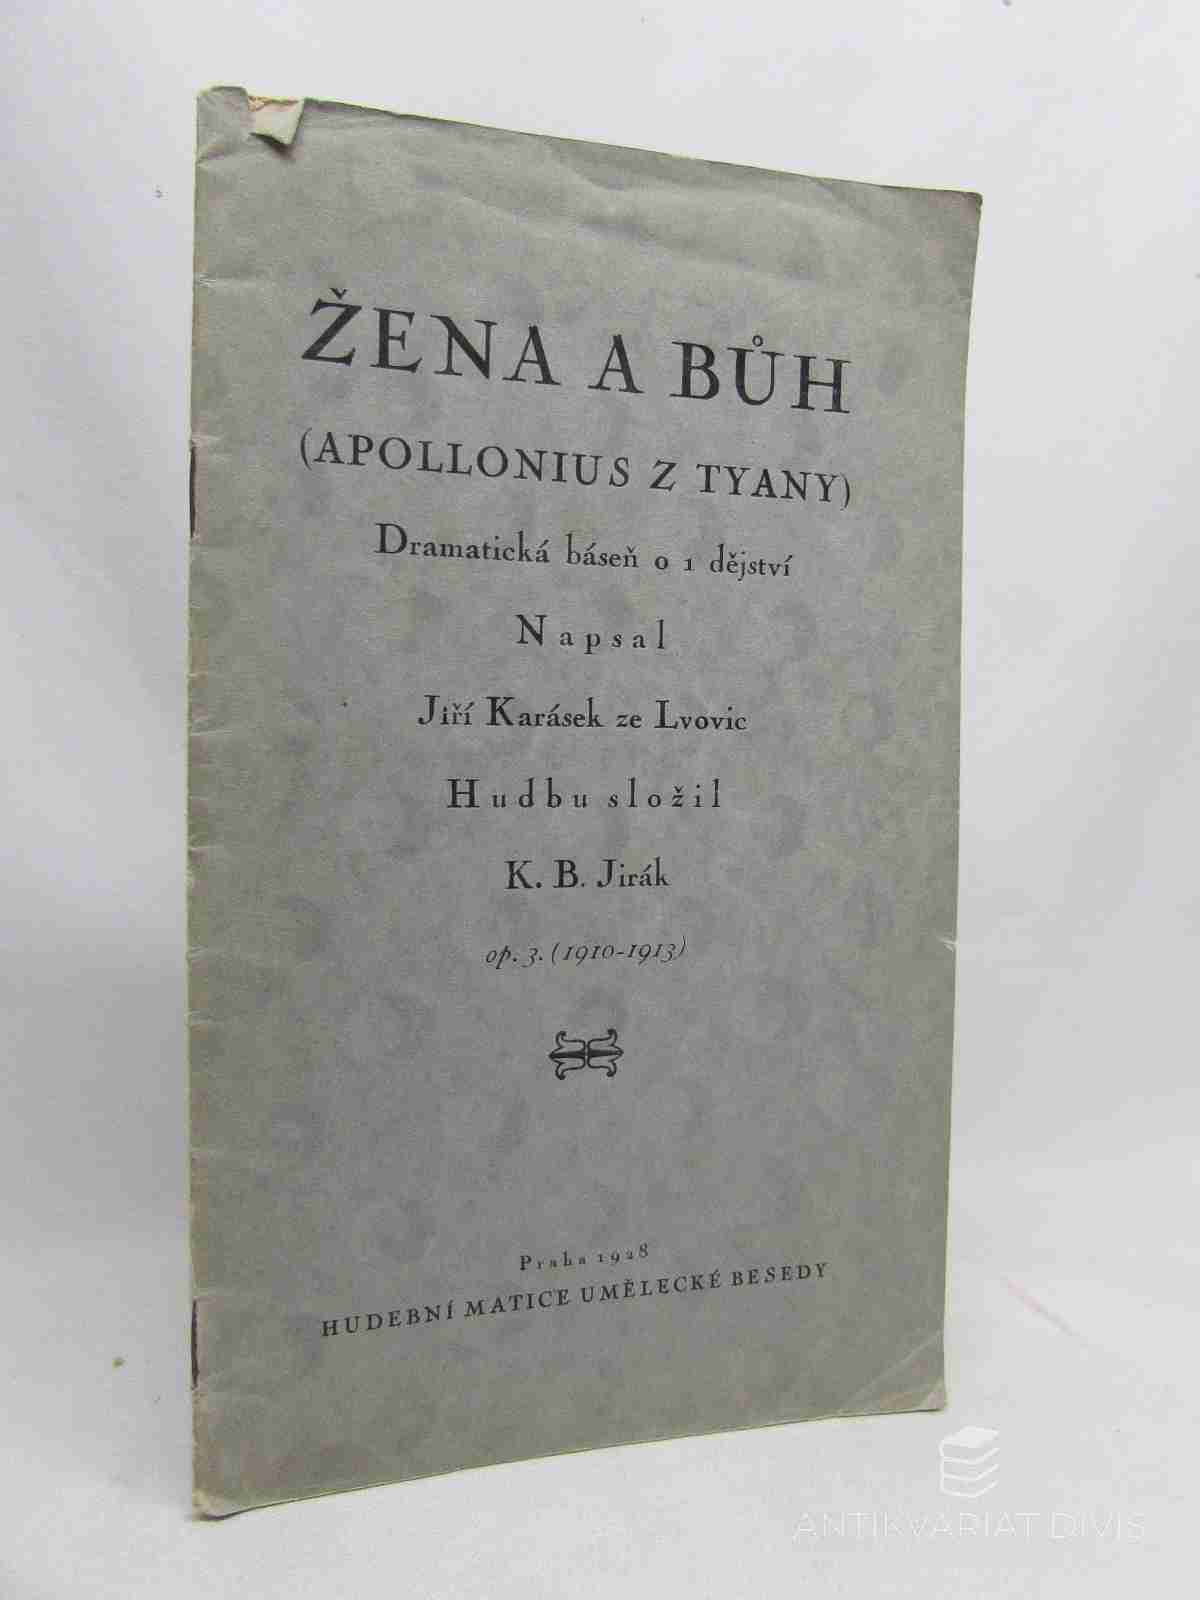 ŽENA A BŮH
(APOLLONIUS Z TYANY)
Dramatická báseň o 1 dějství
Napsal
Jiří Karásek ze Lvovic
Hudbu složil
K. B. Jirák
op. 3. (1910-1913)
Praha 1928
HUDEBNÍ MATICE UMĚLECKÉ BESEDY
ANTIKVARIAT DIVIS